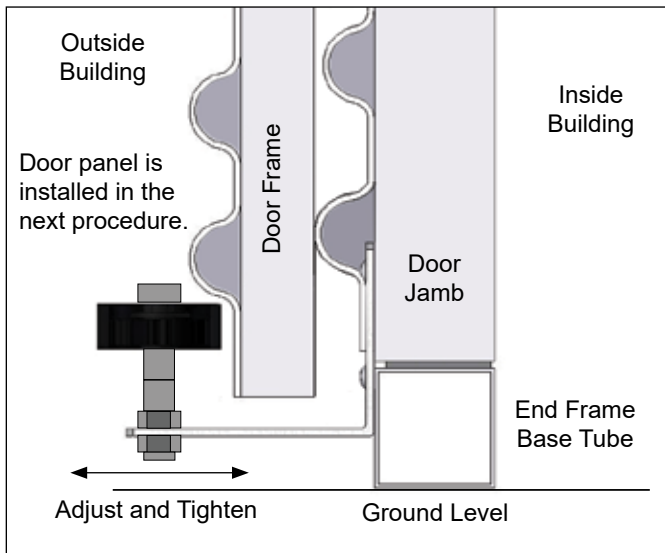 Outside
Building
Inside
Building
Door panel is
installed in the
next procedure.
Door Frame
Door
Jamb
End Frame
Base Tube
Adjust and Tighten
Ground Level